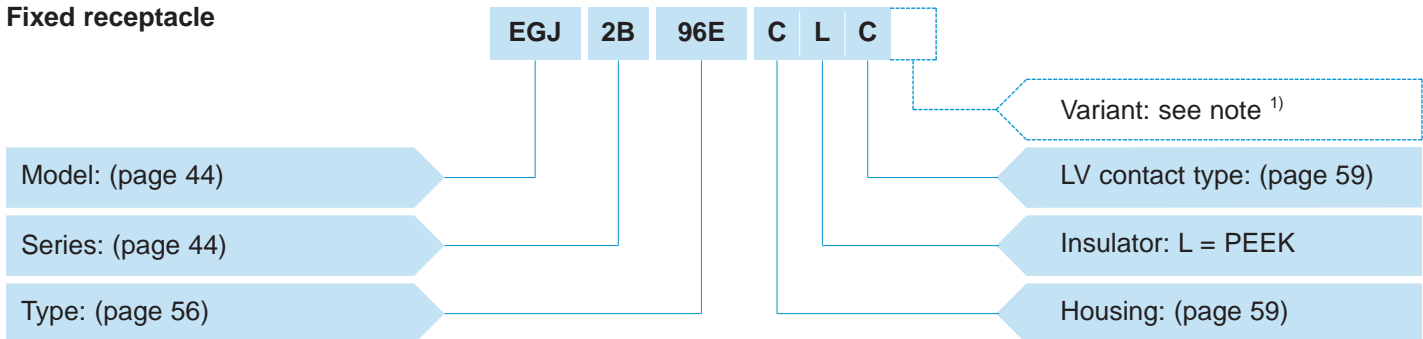 Fixed receptacle
EGJ 2B 96E C L C
Variant: see note 1)
Model: (page 44)
LV contact type: (page 59)
Series: (page 44)
Insulator: L = PEEK
Type: (page 56)
Housing: (page 59)